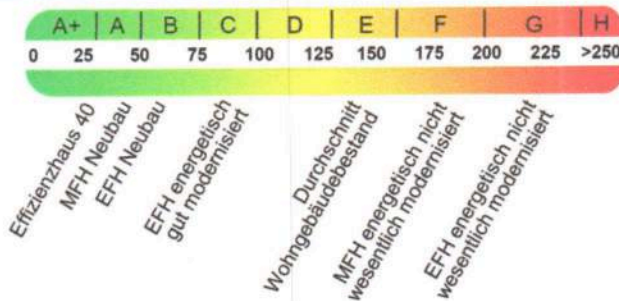 A+ A B C D E F G H
0 25 50 75 100 125 150 175 200 225 >250
Effizienzhaus 40
MFH Neubau
EFH Neubau
EFH energetisch
gut modernisiert
Durchschnitt
Wohngebäudebestand
MFH energetisch nicht
wesentlich modernisiert
EFH energetisch nicht
wesentlich modernisiert